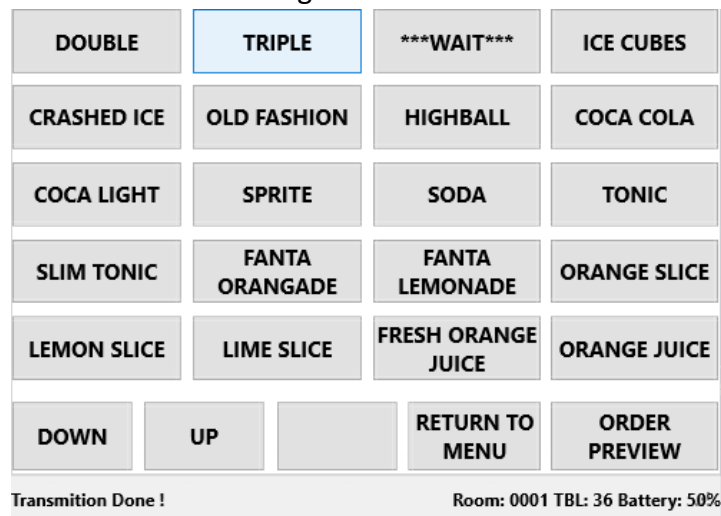 DOUBLE
TRIPLE
***WAIT***
ICE CUBES
CRASHED ICE
OLD FASHION
HIGHBALL
COCA COLA
COCA LIGHT
SPRITE
SODA
TONIC
SLIM TONIC
FANTA
ORANGADE
FANTA
LEMONADE
ORANGE SLICE
LEMON SLICE
LIME SLICE
FRESH ORANGE
JUICE
ORANGE JUICE
DOWN
UP
RETURN TO
MENU
ORDER
PREVIEW
Transmition Done !
Room: 0001 TBL: 36 Battery: